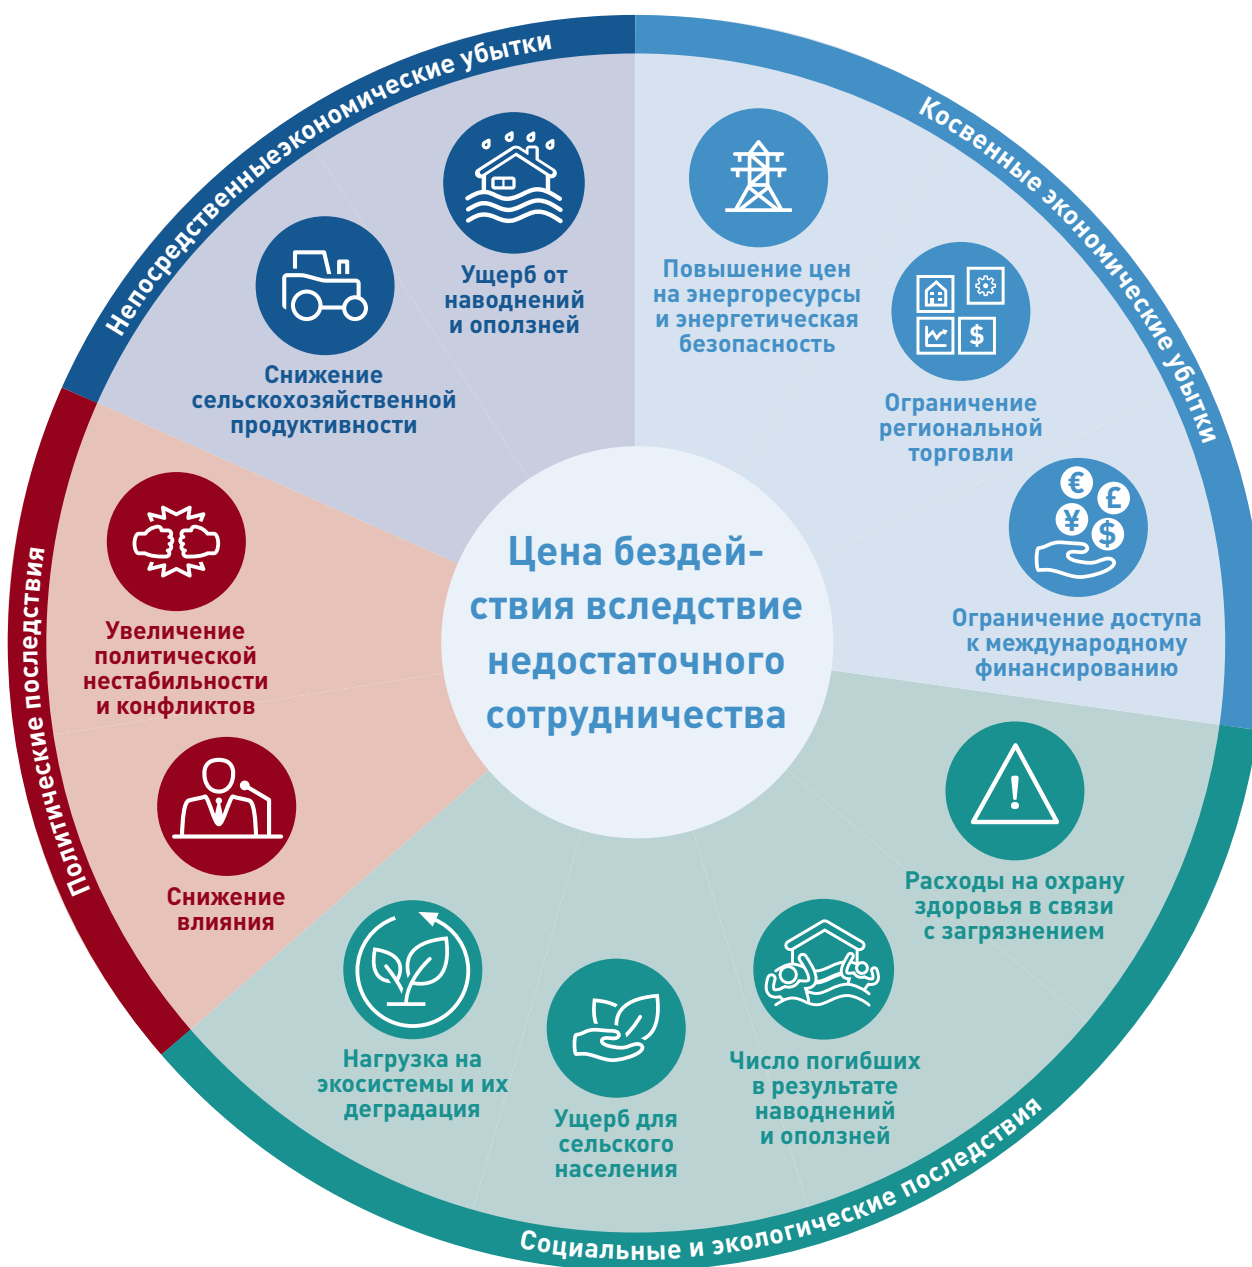 Непосредственныеэкономические убытки
Косвенные экономические убытки
Ущерб от
наводнений
и оползней
Снижение
сельскохозяйственной
продуктивности
Повышение цен
на энергоресурсы
и энергетическая
безопасность
$
Ограничение
региональной
торговли
€
£
¥
$
Ограничение доступа
к международному
финансированию
Цена бездей-
ствия вследствие
недостаточного
сотрудничества
Политические последствия
Увеличение
политической
нестабильности
и конфликтов
Снижение
влияния
!
Расходы на охрану
здоровья в связи
с загрязнением
Число погибших
в результате
наводнений
и оползней
Ущерб для
сельского
населения
Нагрузка на
экосистемы и их
деградация
Социальные и экологические последствия